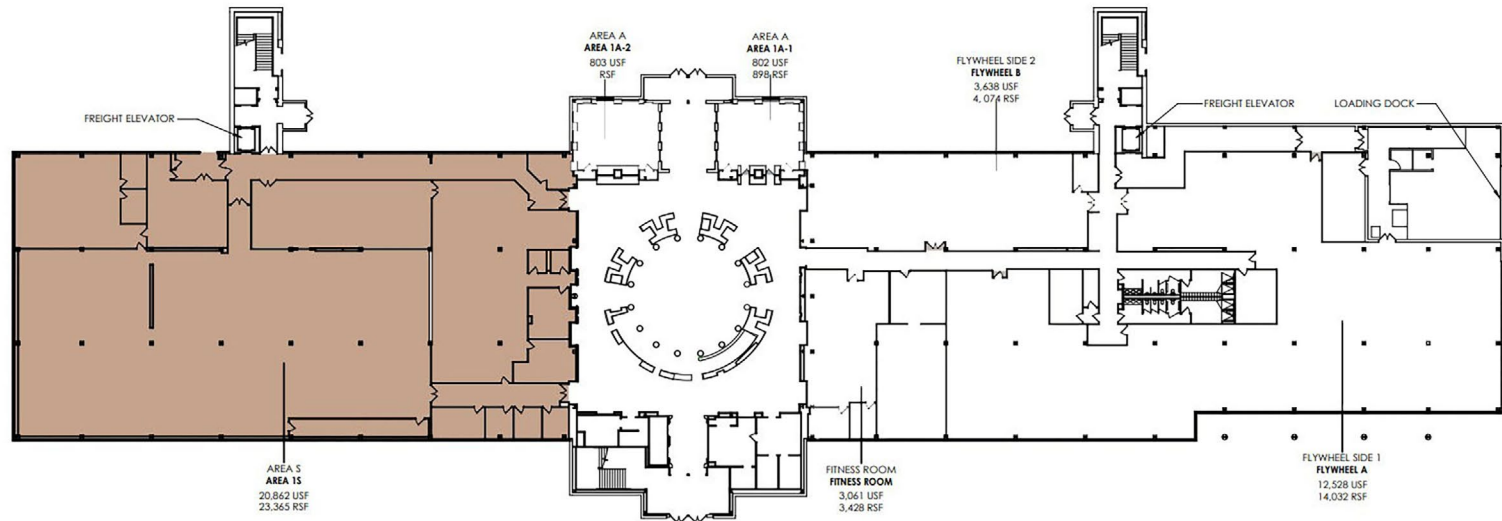 AREA A
AREA 1A-2
803 USF
RSF
AREA A
AREA 1A-1
802 USF
898 RSF
FLYWHEEL SIDE 2
FLYWHEEL B
3,638 USF
4,074 RSF
FREIGHT ELEVATOR
FREIGHT ELEVATOR
LOADING DOCK
AREA S
AREA 1S
20,862 USF
23,365 RSF
FITNESS ROOM
FITNESS ROOM
3,061 USF
3,428 RSF
FLYWHEEL SIDE 1
FLYWHEEL A
12,528 USF
14,032 RSF